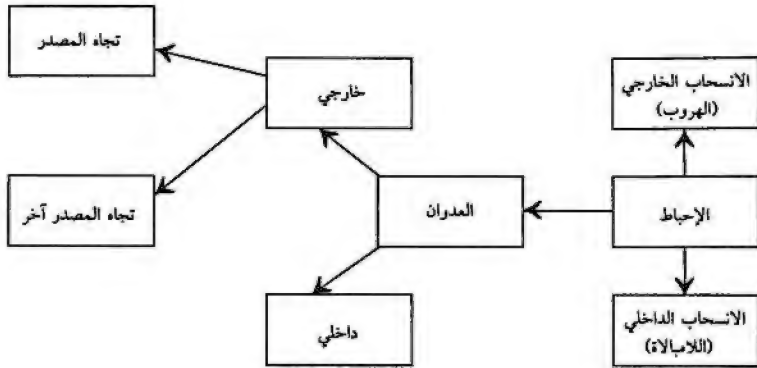 تجاه المصدر
خارجي
الانسحاب الخارجي
(الهروب)
تجاه المصدر آخر
العدوان
الإحباط
داخلي
الانسحاب الداخلي
(اللامبالاة)